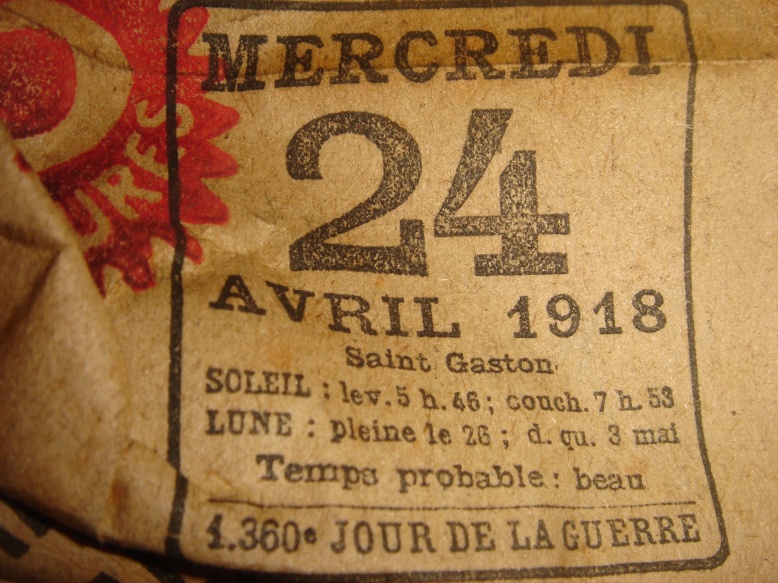 MERCREDI
24
AVRIL 1918
Saint Gaston
SOLEIL : lev. 5 h. 46 ; couch. 7 h. 53
LUNE : pleine le 26 ; d. qu. 3 mai
Temps probable : beau
1.360e JOUR DE LA GUERRE
URES